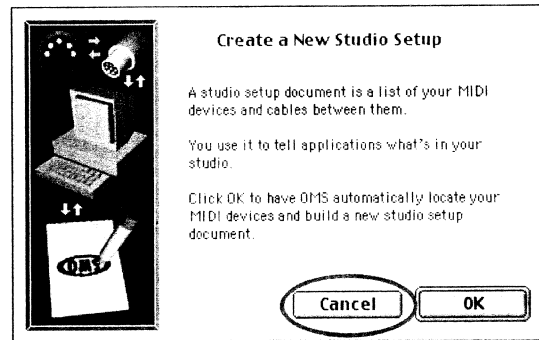 Create a New Studio Setup
A studio setup document is a list of your MIDI
devices and cables between them.
You use it to tell applications what's in your
studio.
Click OK to have OMS automatically locate your
MIDI devices and build a new studio setup
document.
OMS
Cancel
OK